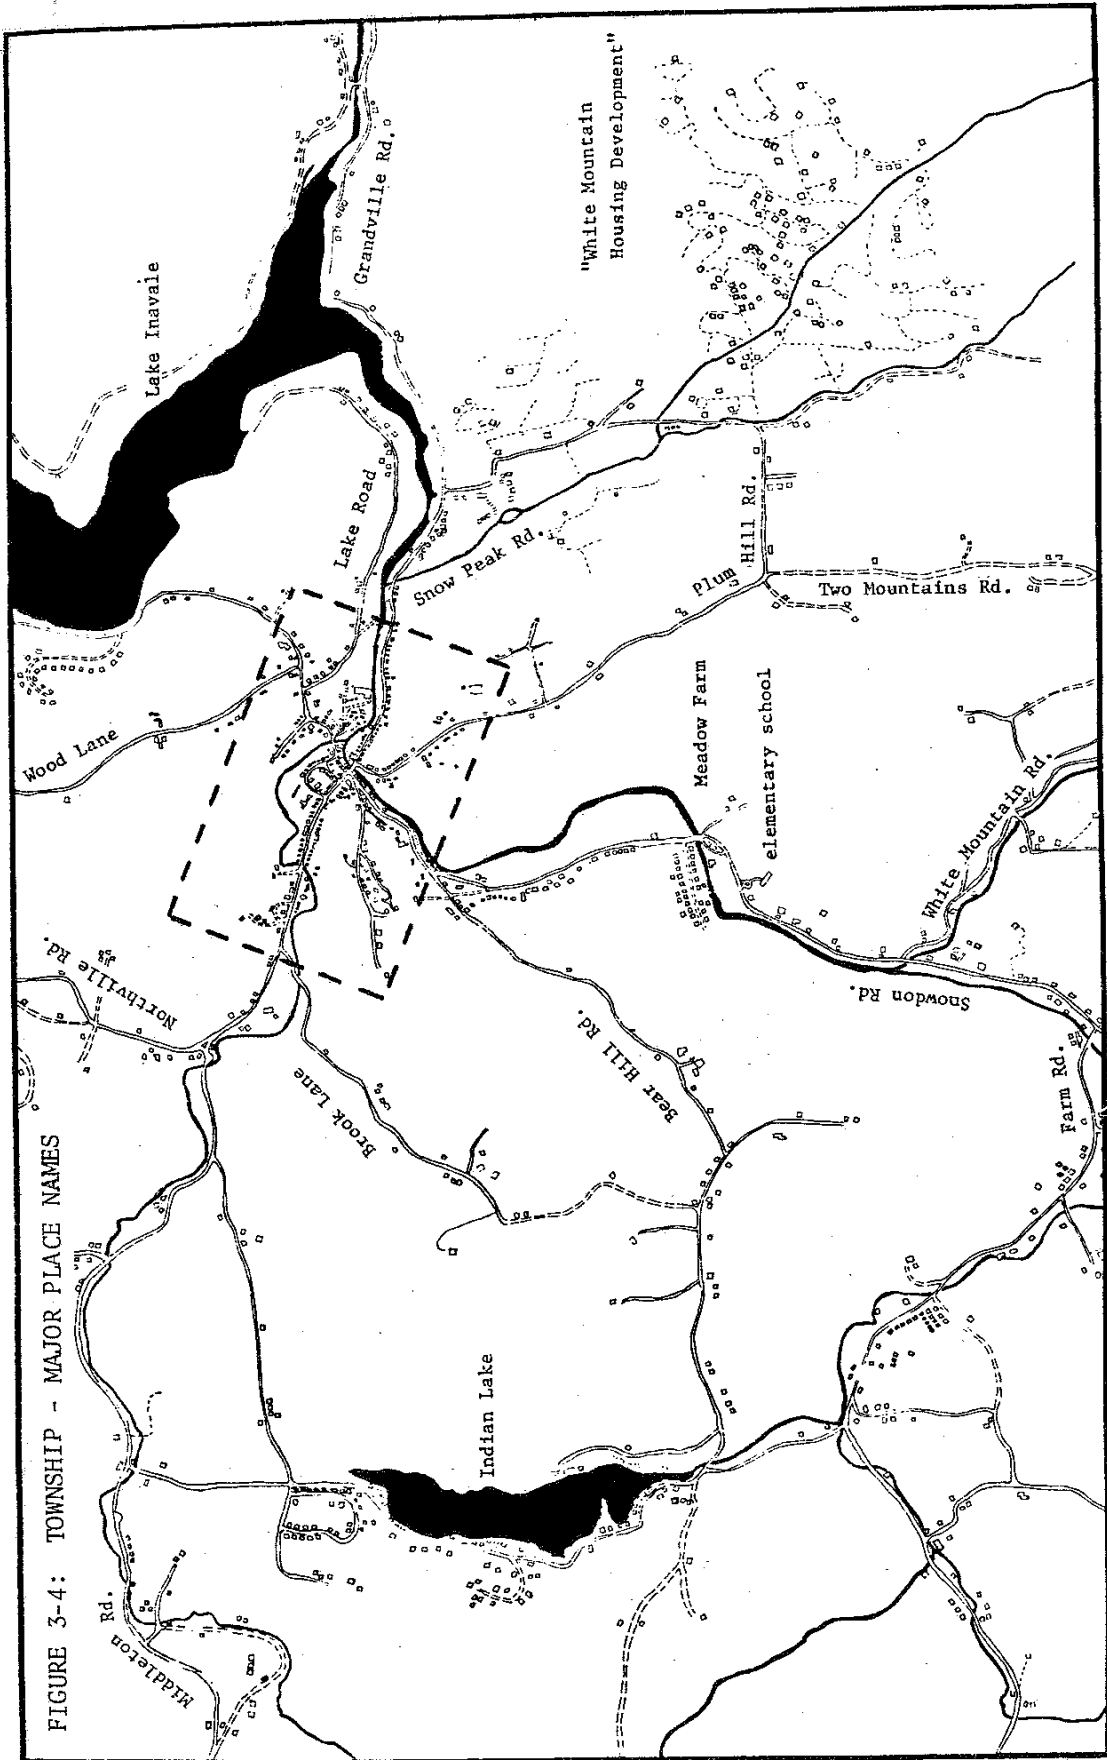 FIGURE 3-4: TOWNSHIP - MAJOR PLACE NAMES
Middleton Rd.
Northville Rd.
Wood Lane
Lake Inavale
Grandville Rd.
Lake Road
Snow Peak Rd.
"White Mountain
Housing Development"
Plum Hill Rd.
Two Mountains Rd.
Meadow Farm
elementary school
White Mountain Rd.
Snowdon Rd.
Farm Rd.
Bear Hill Rd.
Brook Lane
Indian Lake